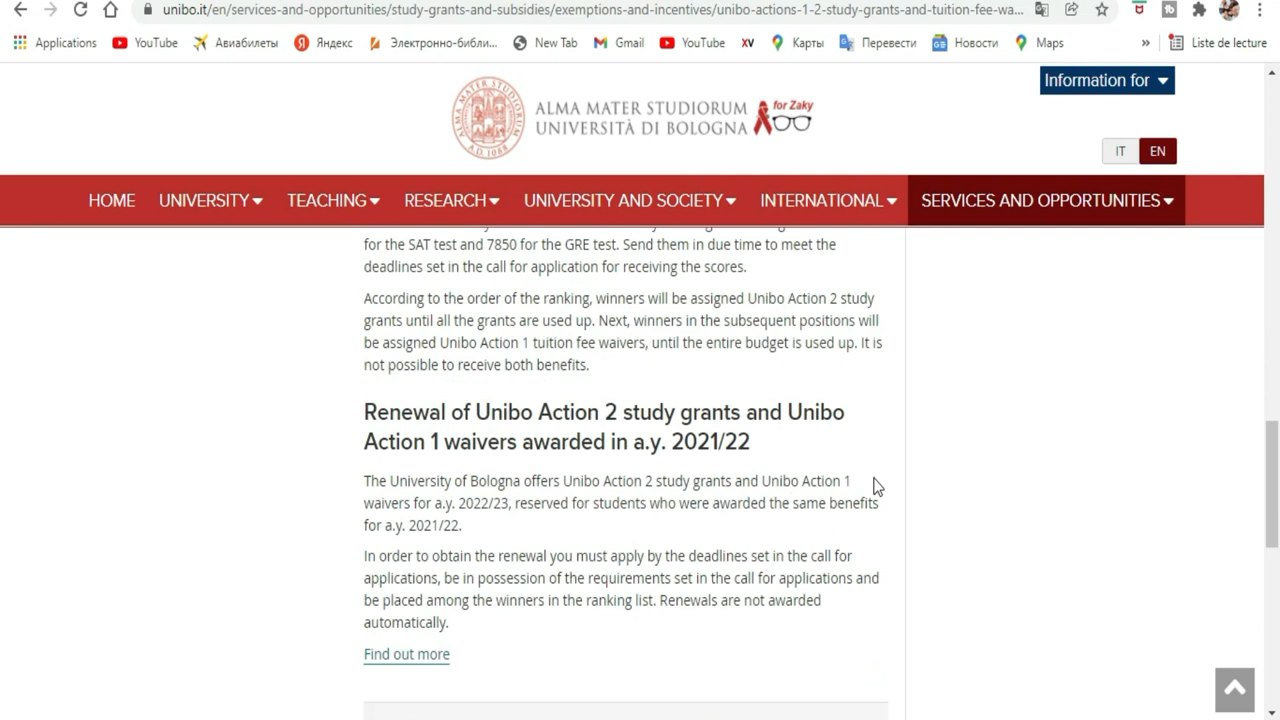 unibo.it/en/services-and-opportunities/study-grants-and-subsidies/exemptions-and-incentives/unibo-actions-1-2-study-grants-and-tuition-fee-wa...
Applications YouTube Авиабилеты Яндекс Электронно-библи... New Tab Gmail YouTube XV Карты Перевести Новости Maps » Liste de lecture
Information for
ALMA MATER STUDIORUM
UNIVERSITÀ DI BOLOGNA
for Zaky
IT EN
HOME UNIVERSITY TEACHING RESEARCH UNIVERSITY AND SOCIETY INTERNATIONAL SERVICES AND OPPORTUNITIES
for the SAT test and 7850 for the GRE test. Send them in due time to meet the
deadlines set in the call for application for receiving the scores.
According to the order of the ranking, winners will be assigned Unibo Action 2 study
grants until all the grants are used up. Next, winners in the subsequent positions will
be assigned Unibo Action 1 tuition fee waivers, until the entire budget is used up. It is
not possible to receive both benefits.
Renewal of Unibo Action 2 study grants and Unibo
Action 1 waivers awarded in a.y. 2021/22
The University of Bologna offers Unibo Action 2 study grants and Unibo Action 1
waivers for a.y. 2022/23, reserved for students who were awarded the same benefits
for a.y. 2021/22.
In order to obtain the renewal you must apply by the deadlines set in the call for
applications, be in possession of the requirements set in the call for applications and
be placed among the winners in the ranking list. Renewals are not awarded
automatically.
Find out more